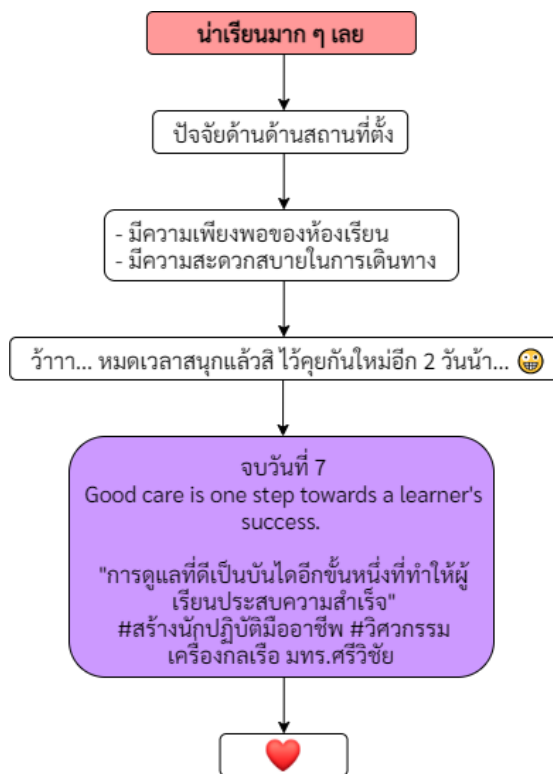 น่าเรียนมาก ๆ เลย
ปัจจัยด้านด้านสถานที่ตั้ง
- มีความเพียงพอของห้องเรียน
- มีความสะดวกสบายในการเดินทาง
ว้าาา... หมดเวลาสนุกแล้วสิ ไว้คุยกันใหม่อีก 2 วันน้า... 😀
จบวันที่ 7
Good care is one step towards a learner's
success.
"การดูแลที่ดีเป็นบันไดอีกขั้นหนึ่งที่ทำให้ผู้
เรียนประสบความสำเร็จ"
#สร้างนักปฏิบัติมืออาชีพ #วิศวกรรม
เครื่องกลเรือ มทร.ศรีวิชัย